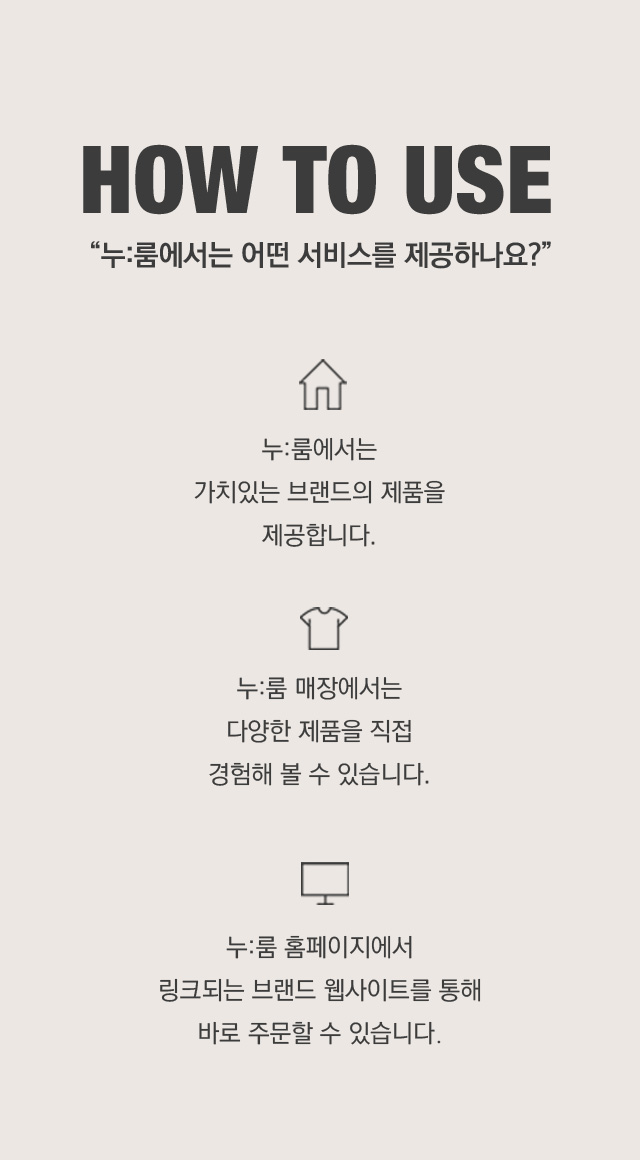 HOW TO USE
“누:룸에서는 어떤 서비스를 제공하나요?”
누:룸에서는
가치있는 브랜드의 제품을
제공합니다.
누:룸 매장에서는
다양한 제품을 직접
경험해 볼 수 있습니다.
누:룸 홈페이지에서
링크되는 브랜드 웹사이트를 통해
바로 주문할 수 있습니다.